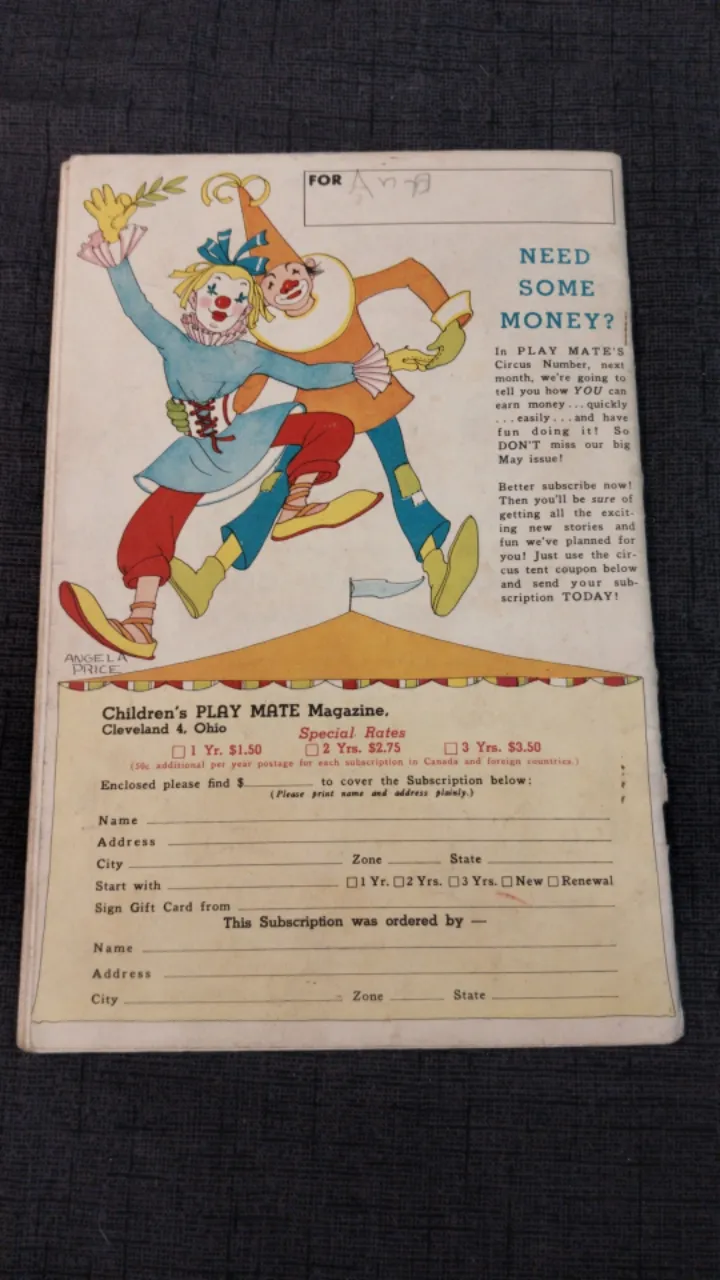 FOR
NEED
SOME
MONEY?
In PLAY MATE'S
Circus Number, next
month, we're going to
tell you how YOU can
earn money...quickly
...easily...and have
fun doing it! So
DON'T miss our big
May issue!
Better subscribe now!
Then you'll be sure of
getting all the excit-
ing new stories and
fun we've planned for
you! Just use the cir-
cus tent coupon below
and send your sub-
scription TODAY!
ANGELA
PRICE
Children's PLAY MATE Magazine,
Cleveland 4, Ohio
Special Rates
1 Yr. $1.50 2 Yrs. $2.75 3 Yrs. $3.50
(50c additional per year postage for each subscription in Canada and foreign countries.)
Enclosed please find $ to cover the Subscription below:
(Please print name and address plainly.)
Name
Address
City Zone State
Start with 1 Yr. 2 Yrs. 3 Yrs. New Renewal
Sign Gift Card from
This Subscription was ordered by —
Name
Address
City Zone State